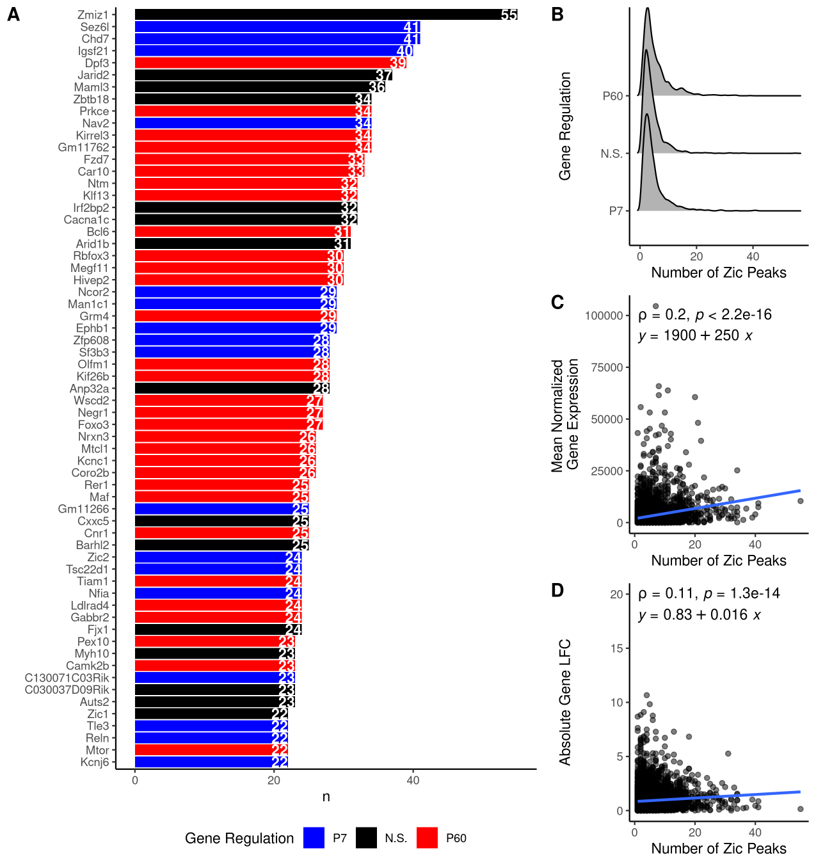 A
Zmiz1 55
Sez6l 41
Chd7 41
Igsf21 40
Dpf3 39
Jarid2 37
Maml3 36
Zbtb18 34
Prkce 34
Nav2 34
Kirrel3 34
Gm11762 34
Fzd7 33
Car10 33
Ntm 32
Klf13 32
Irf2bp2 32
Cacna1c 32
Bcl6 31
Arid1b 31
Rbfox3 30
Megf11 30
Hivep2 30
Ncor2 29
Man1c1 29
Grm4 29
Ephb1 29
Zfp608 28
Sf3b3 28
Olfm1 28
Kif26b 28
Anp32a 28
Wscd2 27
Negr1 27
Foxo3 27
Nrxn3 26
Mtcl1 26
Kcnc1 26
Coro2b 26
Rer1 25
Maf 25
Gm11266 25
Cxxc5 25
Cnr1 25
Barhl2 25
Zic2 24
Tsc22d1 24
Tiam1 24
Nfia 24
Ldlrad4 24
Gabbr2 24
Fjx1 24
Pex10 23
Myh10 23
Camk2b 23
C130071C03Rik 23
C030037D09Rik 23
Auts2 23
Zic1 22
Tle3 22
Reln 22
Mtor 22
Kcnj6 22
0 20 40
n
Gene Regulation P7 N.S. P60
B
Gene Regulation
P60
N.S.
P7
0 20 40
Number of Zic Peaks
C
Mean Normalized
Gene Expression
ρ = 0.2, p < 2.2e-16
y = 1900 + 250 x
100000
75000
50000
25000
0
0 20 40
Number of Zic Peaks
D
Absolute Gene LFC
ρ = 0.11, p = 1.3e-14
y = 0.83 + 0.016 x
20
15
10
5
0
0 20 40
Number of Zic Peaks